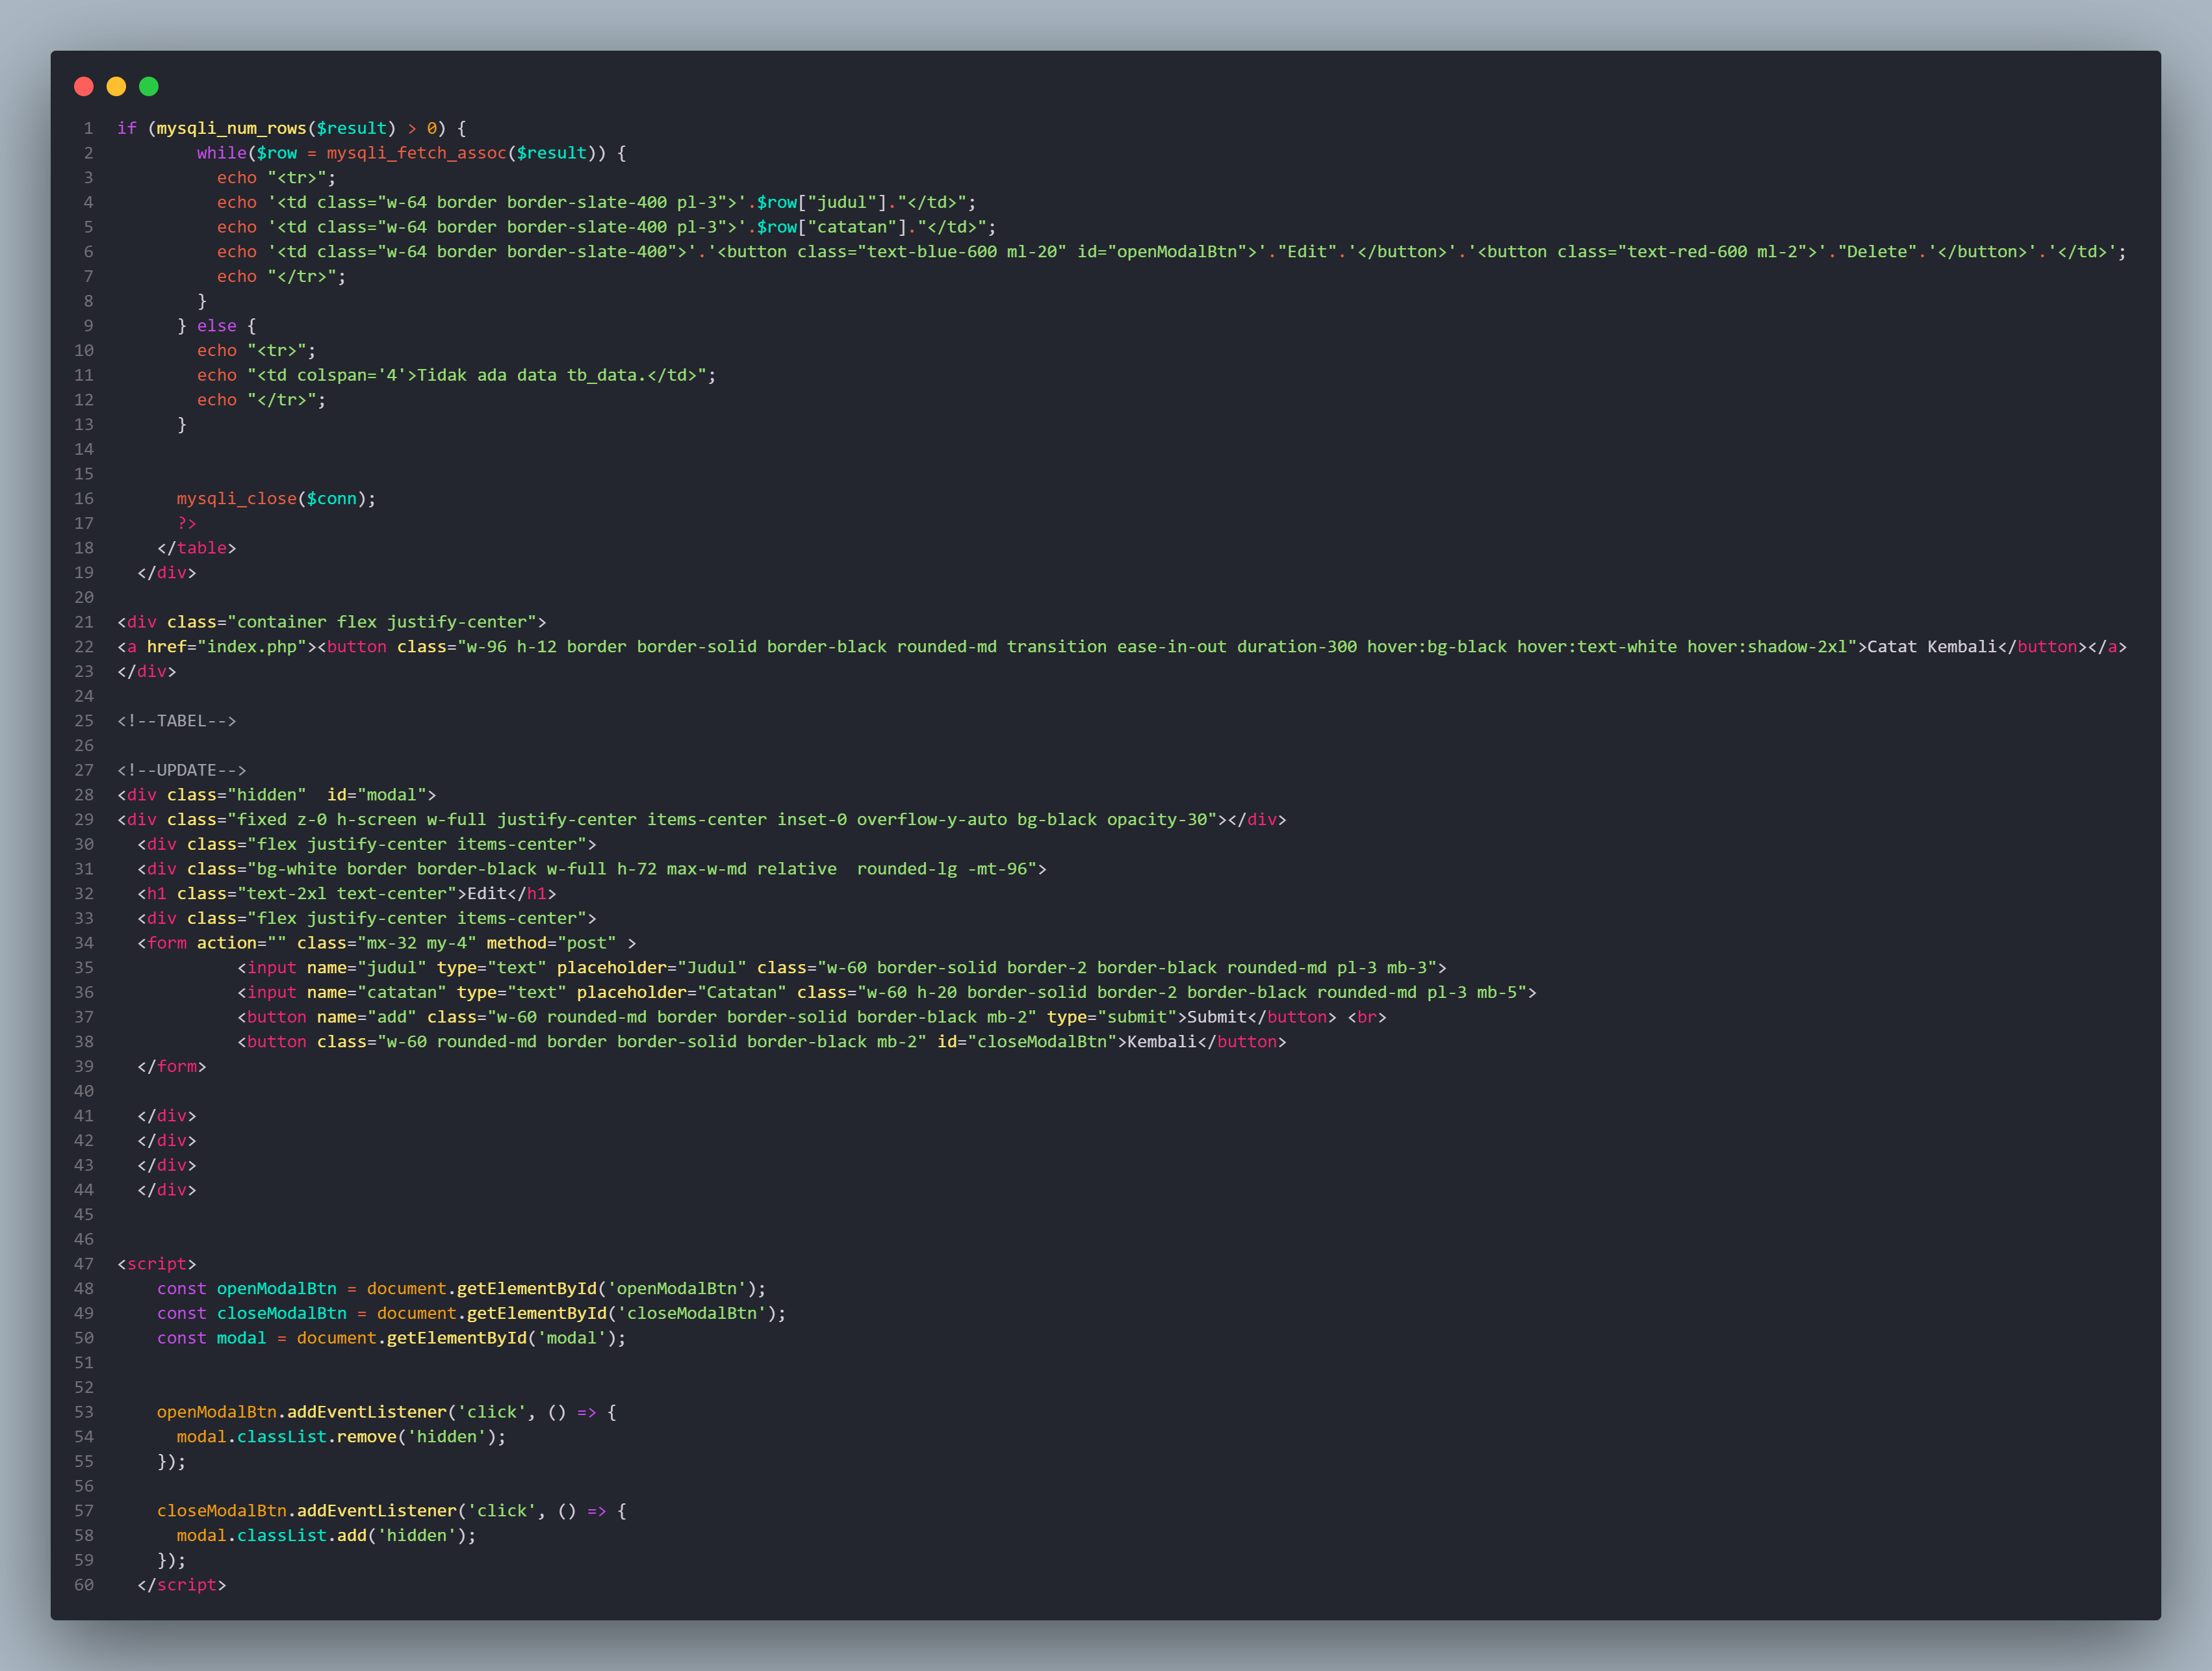 1 if (mysqli_num_rows($result) > 0) {
2         while($row = mysqli_fetch_assoc($result)) {
3           echo "<tr>";
4           echo '<td class="w-64 border border-slate-400 pl-3">'.$row["judul"]."</td>";
5           echo '<td class="w-64 border border-slate-400 pl-3">'.$row["catatan"]."</td>";
6           echo '<td class="w-64 border border-slate-400">'.'<button class="text-blue-600 ml-20" id="openModalBtn">'."Edit".'</button>'.'<button class="text-red-600 ml-2">'."Delete".'</button>'.'</td>';
7           echo "</tr>";
8         }
9       } else {
10         echo "<tr>";
11         echo "<td colspan='4'>Tidak ada data tb_data.</td>";
12         echo "</tr>";
13       }
14
15
16       mysqli_close($conn);
17       ?>
18     </table>
19   </div>
20
21 <div class="container flex justify-center">
22 <a href="index.php"><button class="w-96 h-12 border border-solid border-black rounded-md transition ease-in-out duration-300 hover:bg-black hover:text-white hover:shadow-2xl">Catat Kembali</button></a>
23 </div>
24
25 <!--TABEL-->
26
27 <!--UPDATE-->
28 <div class="hidden"  id="modal">
29 <div class="fixed z-0 h-screen w-full justify-center items-center inset-0 overflow-y-auto bg-black opacity-30"></div>
30   <div class="flex justify-center items-center">
31   <div class="bg-white border border-black w-full h-72 max-w-md relative  rounded-lg -mt-96">
32   <h1 class="text-2xl text-center">Edit</h1>
33   <div class="flex justify-center items-center">
34   <form action="" class="mx-32 my-4" method="post" >
35             <input name="judul" type="text" placeholder="Judul" class="w-60 border-solid border-2 border-black rounded-md pl-3 mb-3">
36             <input name="catatan" type="text" placeholder="Catatan" class="w-60 h-20 border-solid border-2 border-black rounded-md pl-3 mb-5">
37             <button name="add" class="w-60 rounded-md border border-solid border-black mb-2" type="submit">Submit</button> <br>
38             <button class="w-60 rounded-md border border-solid border-black mb-2" id="closeModalBtn">Kembali</button>
39   </form>
40
41   </div>
42   </div>
43   </div>
44   </div>
45
46
47 <script>
48     const openModalBtn = document.getElementById('openModalBtn');
49     const closeModalBtn = document.getElementById('closeModalBtn');
50     const modal = document.getElementById('modal');
51
52
53     openModalBtn.addEventListener('click', () => {
54       modal.classList.remove('hidden');
55     });
56
57     closeModalBtn.addEventListener('click', () => {
58       modal.classList.add('hidden');
59     });
60   </script>